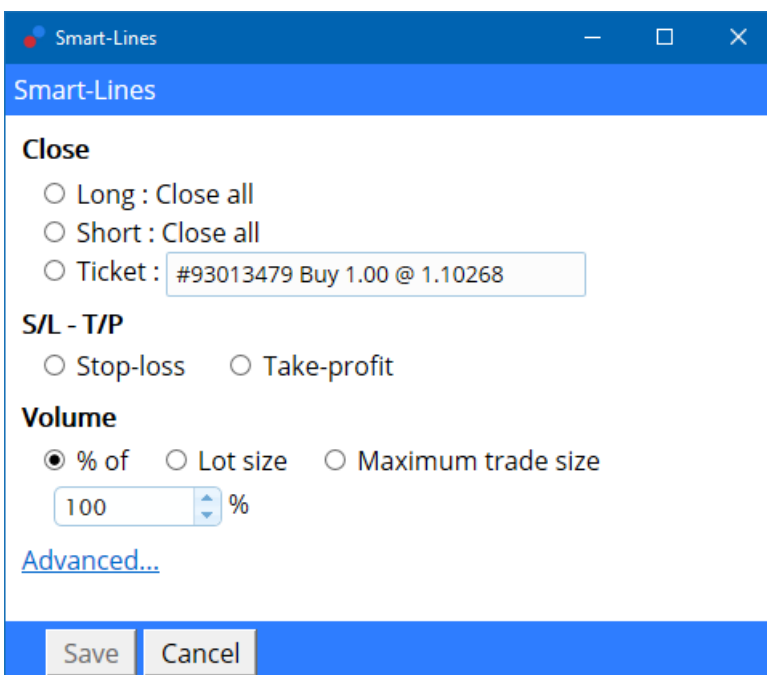 Smart-Lines
Smart-Lines
Close
Long : Close all
Short : Close all
Ticket : #93013479 Buy 1.00 @ 1.10268
S/L - T/P
Stop-loss Take-profit
Volume
% of Lot size Maximum trade size
100 %
Advanced...
Save Cancel